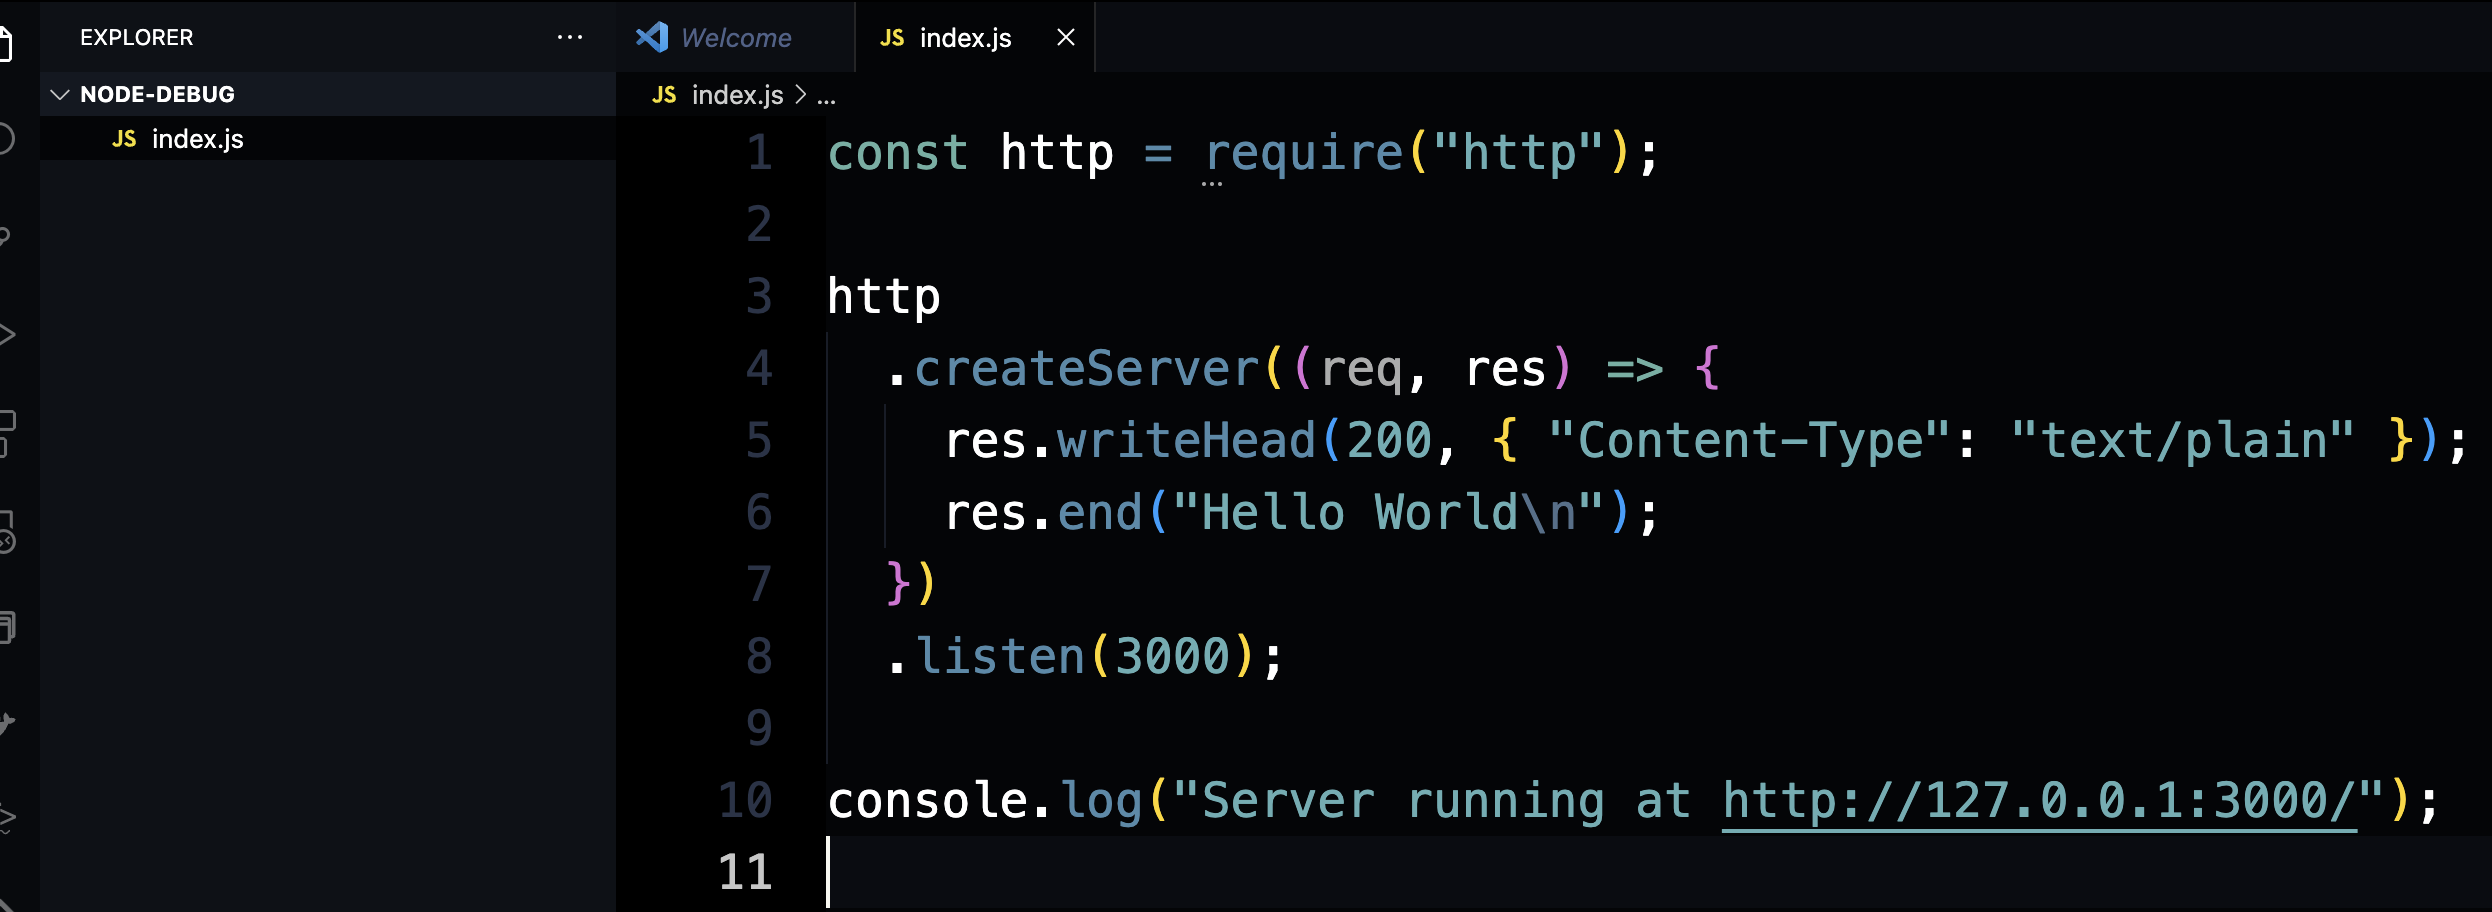 EXPLORER ...
NODE-DEBUG
JS index.js
Welcome
JS index.js
JS index.js > ...
1 const http = require("http");
2
3 http
4   .createServer((req, res) => {
5     res.writeHead(200, { "Content-Type": "text/plain" });
6     res.end("Hello World\n");
7   })
8   .listen(3000);
9
10 console.log("Server running at http://127.0.0.1:3000/");
11